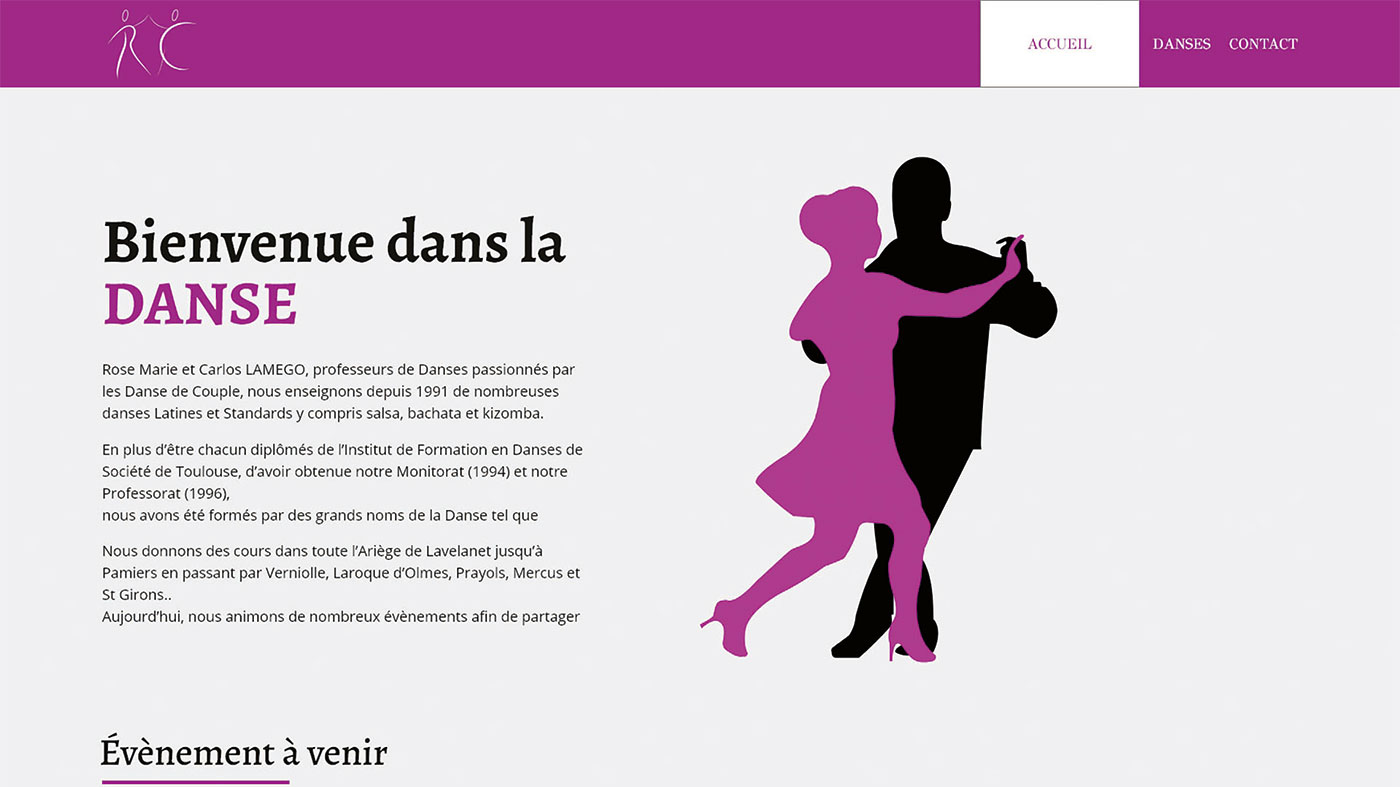 RC
ACCUEIL DANSES CONTACT
Bienvenue dans la
DANSE
Rose Marie et Carlos LAMEGO, professeurs de Danses passionnés par
les Danse de Couple, nous enseignons depuis 1991 de nombreuses
danses Latines et Standards y compris salsa, bachata et kizomba.
En plus d’être chacun diplômés de l’Institut de Formation en Danses de
Société de Toulouse, d’avoir obtenue notre Monitorat (1994) et notre
Professorat (1996),
nous avons été formés par des grands noms de la Danse tel que
Nous donnons des cours dans toute l’Ariège de Lavelanet jusqu’à
Pamiers en passant par Verniolle, Laroque d’Olmes, Prayols, Mercus et
St Girons..
Aujourd’hui, nous animons de nombreux évènements afin de partager
Évènement à venir